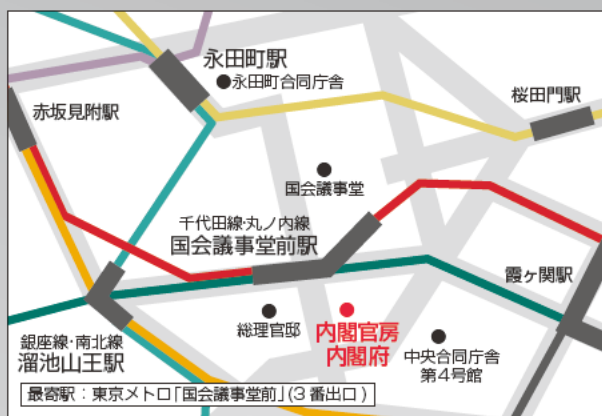 永田町駅
永田町合同庁舎
桜田門駅
赤坂見附駅
国会議事堂
千代田線・丸ノ内線
国会議事堂前駅
霞ヶ関駅
総理官邸
内閣官房
内閣府
中央合同庁舎
第4号館
銀座線・南北線
溜池山王駅
最寄駅：東京メトロ「国会議事堂前」(3番出口)